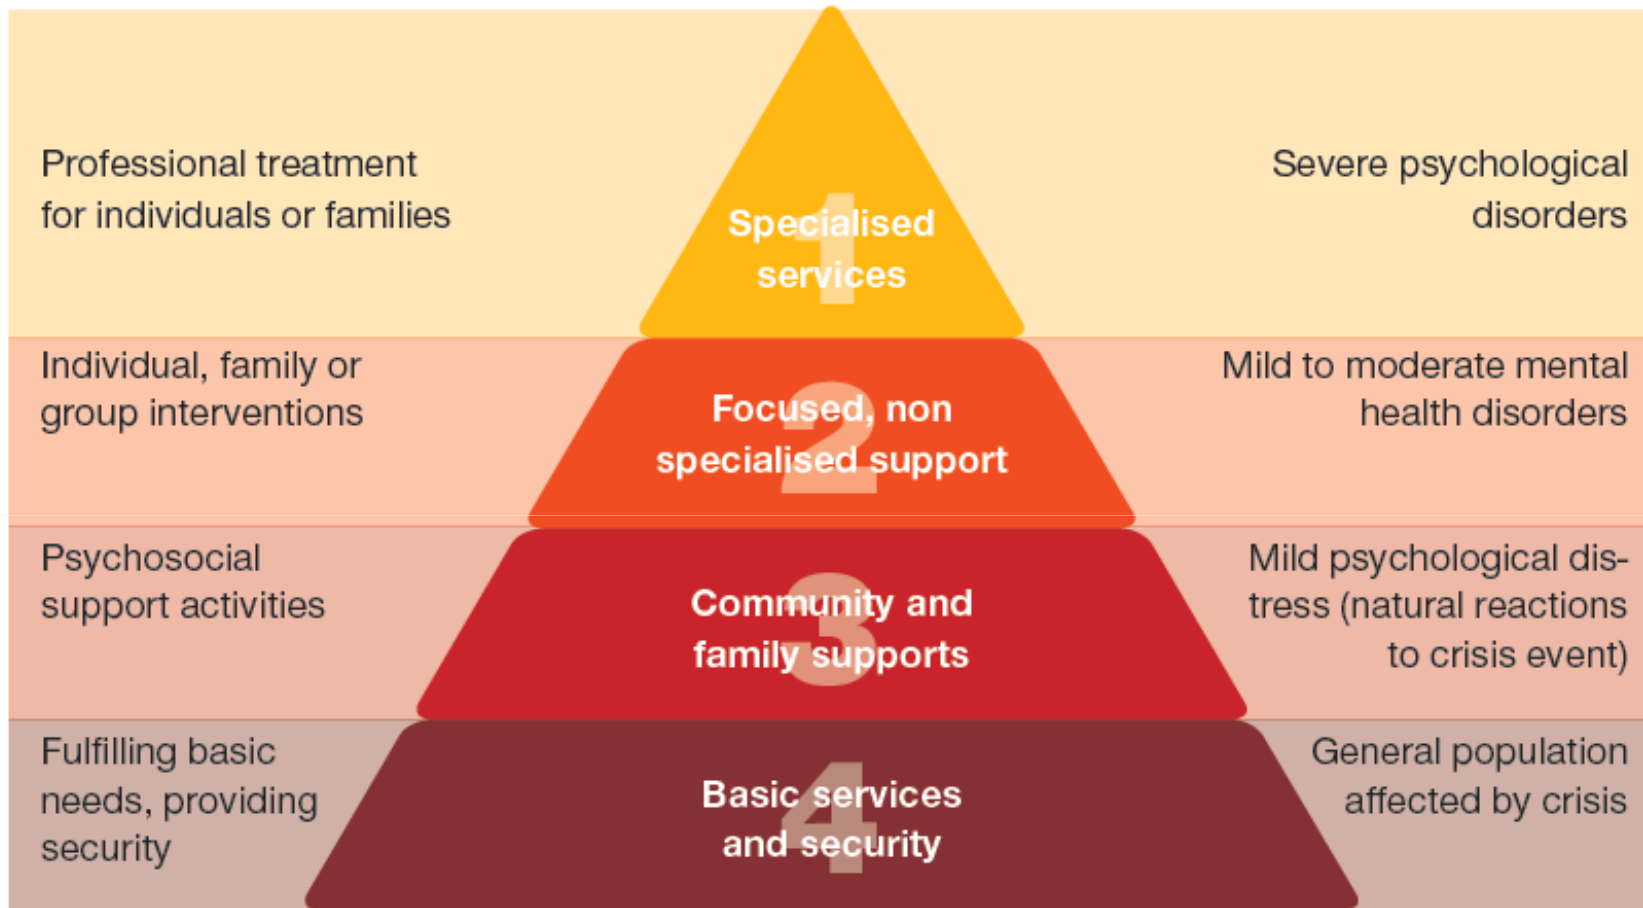 Professional treatment
for individuals or families
1
Specialised
services
Severe psychological
disorders
Individual, family or
group interventions
2
Focused, non
specialised support
Mild to moderate mental
health disorders
Psychosocial
support activities
3
Community and
family supports
Mild psychological dis-
tress (natural reactions
to crisis event)
Fulfilling basic
needs, providing
security
4
Basic services
and security
General population
affected by crisis